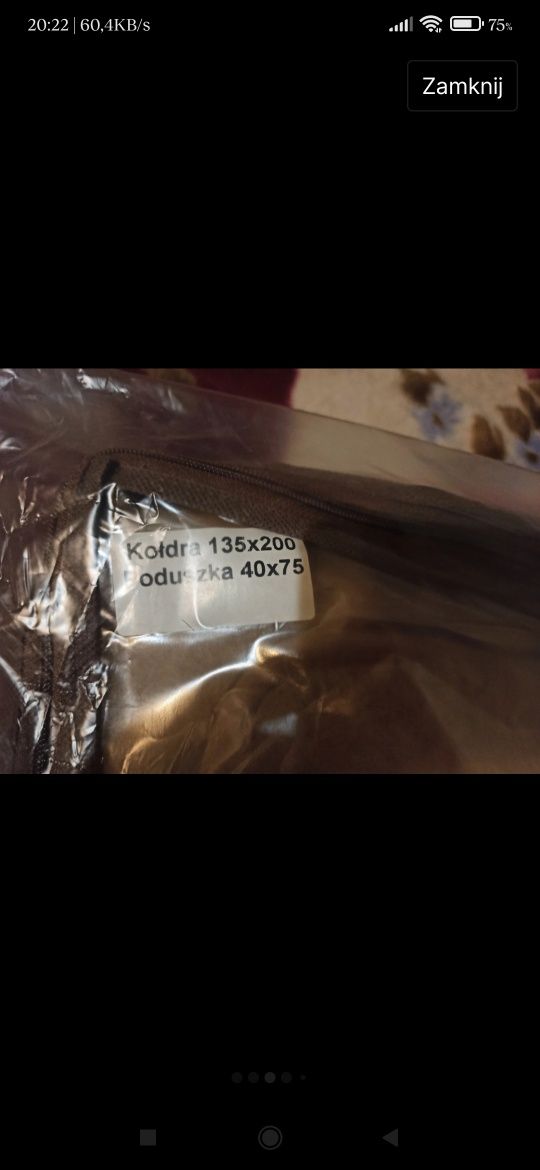 20:22 | 60,4KB/s
75%
Zamknij
Kołdra 135x200
Poduszka 40x75